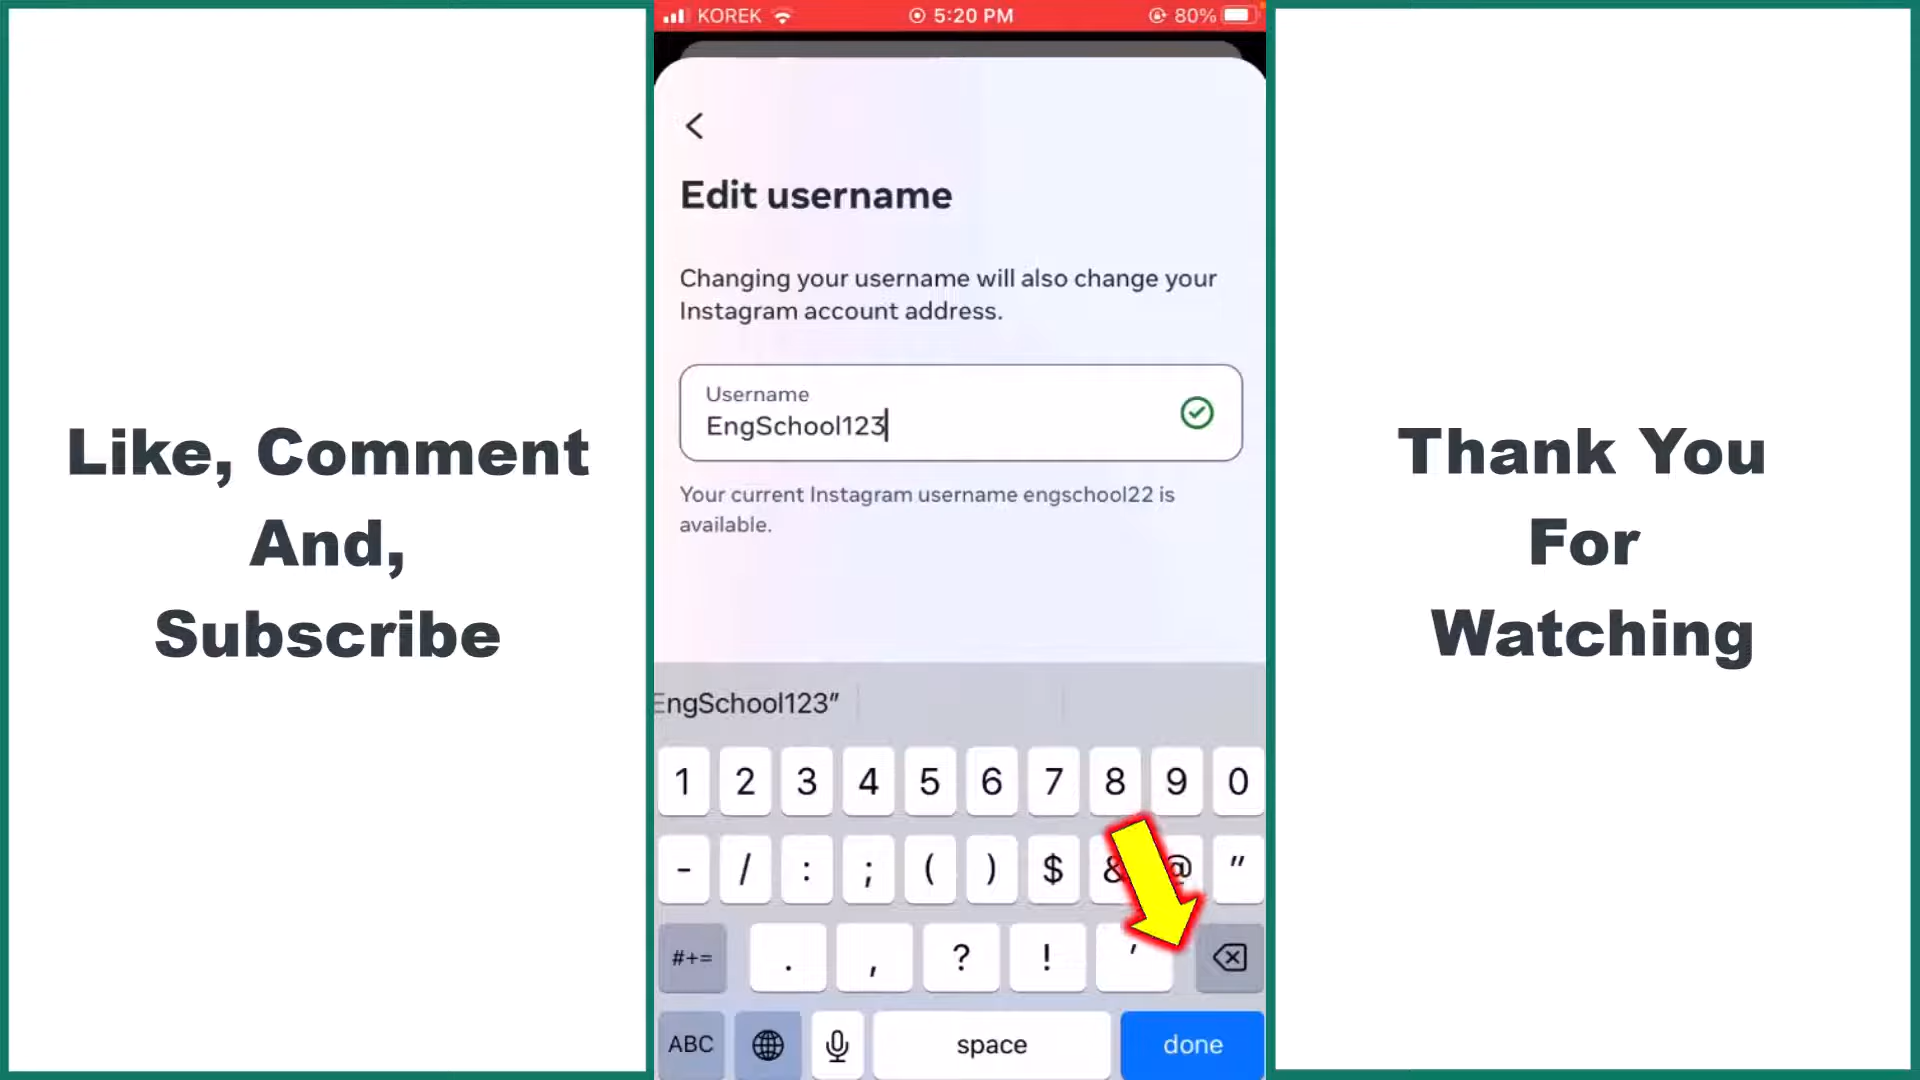 KOREK 5:20 PM 80%
Edit username
Changing your username will also change your
Instagram account address.
Username
EngSchool123
Your current Instagram username engschool22 is
available.
Like, Comment
And,
Subscribe
Thank You
For
Watching
EngSchool123"
1 2 3 4 5 6 7 8 9 0
- / : ; ( ) $ & @ "
#+= . , ? ! '
ABC space done